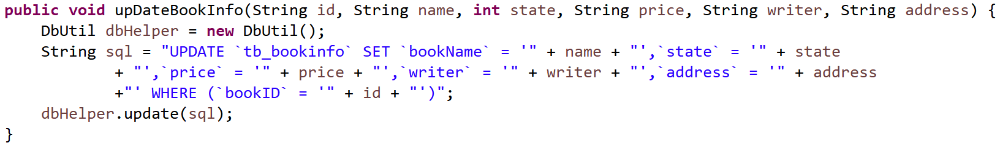 public void upDateBookInfo(String id, String name, int state, String price, String writer, String address) {
    DbUtil dbHelper = new DbUtil();
    String sql = "UPDATE `tb_bookinfo` SET `bookName` = '" + name + "',`state` = '" + state
            + "',`price` = '" + price + "',`writer` = '" + writer + "',`address` = '" + address
            +"' WHERE (`bookID` = '" + id + "')";
    dbHelper.update(sql);
}